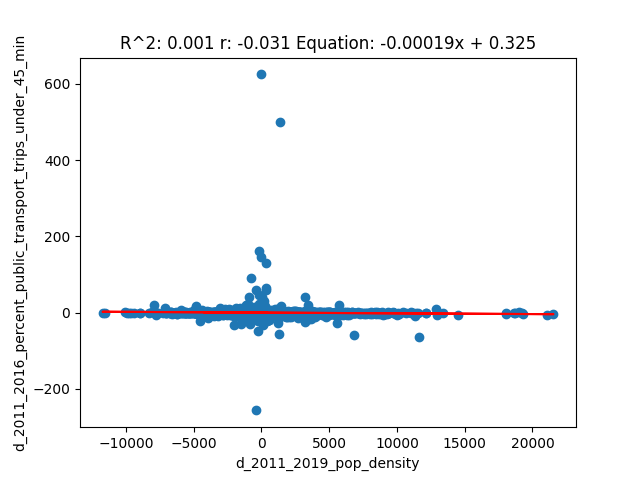 R^2: 0.001 r: -0.031 Equation: -0.00019x + 0.325
d_2011_2016_percent_public_transport_trips_under_45_min
600
400
200
0
−200
−10000 −5000 0 5000 10000 15000 20000
d_2011_2019_pop_density